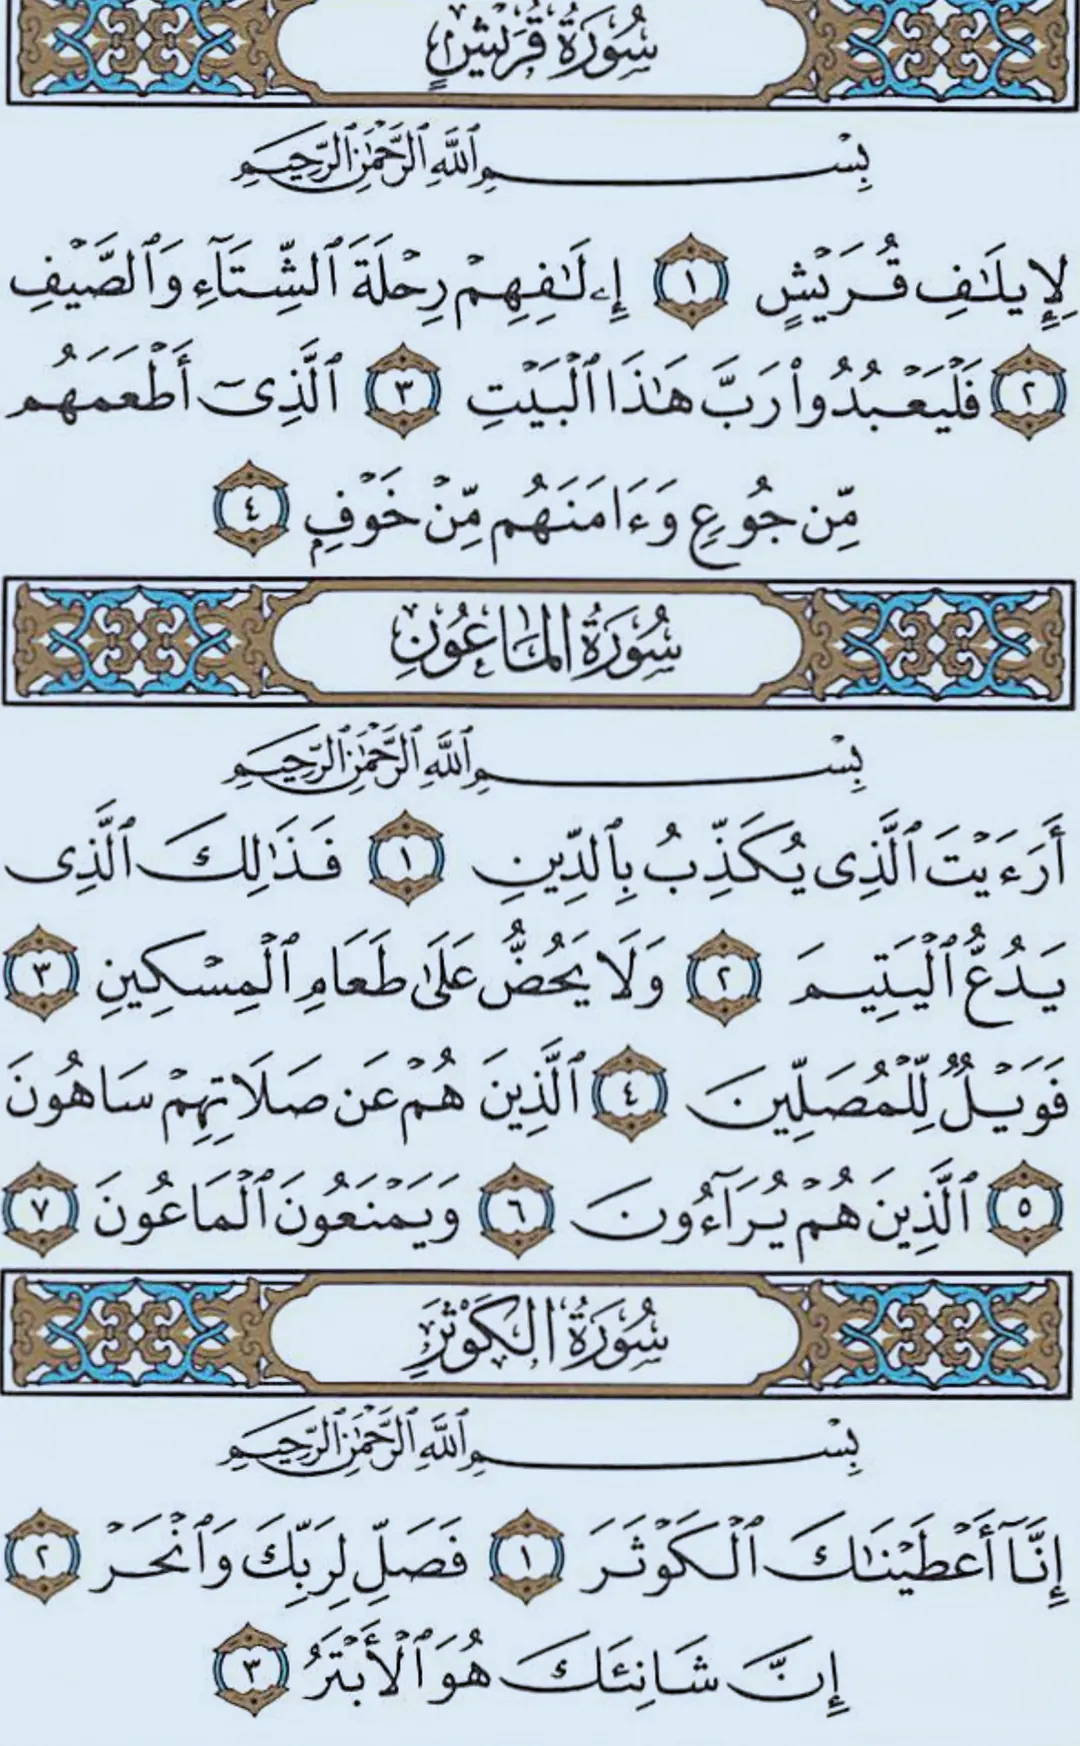 سُورَةُ قُرَيْشٍ
بِسْمِ ٱللَّهِ ٱلرَّحْمَٰنِ ٱلرَّحِيمِ
لِإِيلَٰفِ قُرَيْشٍ ١ إِۦلَٰفِهِمْ رِحْلَةَ ٱلشِّتَآءِ وَٱلصَّيْفِ
٢ فَلْيَعْبُدُوا۟ رَبَّ هَٰذَا ٱلْبَيْتِ ٣ ٱلَّذِىٓ أَطْعَمَهُم
مِّن جُوعٍ وَءَامَنَهُم مِّنْ خَوْفٍۭ ٤
سُورَةُ المَاعُونِ
بِسْمِ ٱللَّهِ ٱلرَّحْمَٰنِ ٱلرَّحِيمِ
أَرَءَيْتَ ٱلَّذِى يُكَذِّبُ بِٱلدِّينِ ١ فَذَٰلِكَ ٱلَّذِى
يَدُعُّ ٱلْيَتِيمَ ٢ وَلَا يَحُضُّ عَلَىٰ طَعَامِ ٱلْمِسْكِينِ ٣
فَوَيْلٌ لِّلْمُصَلِّينَ ٤ ٱلَّذِينَ هُمْ عَن صَلَاتِهِمْ سَاهُونَ
٥ ٱلَّذِينَ هُمْ يُرَآءُونَ ٦ وَيَمْنَعُونَ ٱلْمَاعُونَ ٧
سُورَةُ الكَوْثَرِ
بِسْمِ ٱللَّهِ ٱلرَّحْمَٰنِ ٱلرَّحِيمِ
إِنَّآ أَعْطَيْنَٰكَ ٱلْكَوْثَرَ ١ فَصَلِّ لِرَبِّكَ وَٱنْحَرْ ٢
إِنَّ شَانِئَكَ هُوَ ٱلْأَبْتَرُ ٣